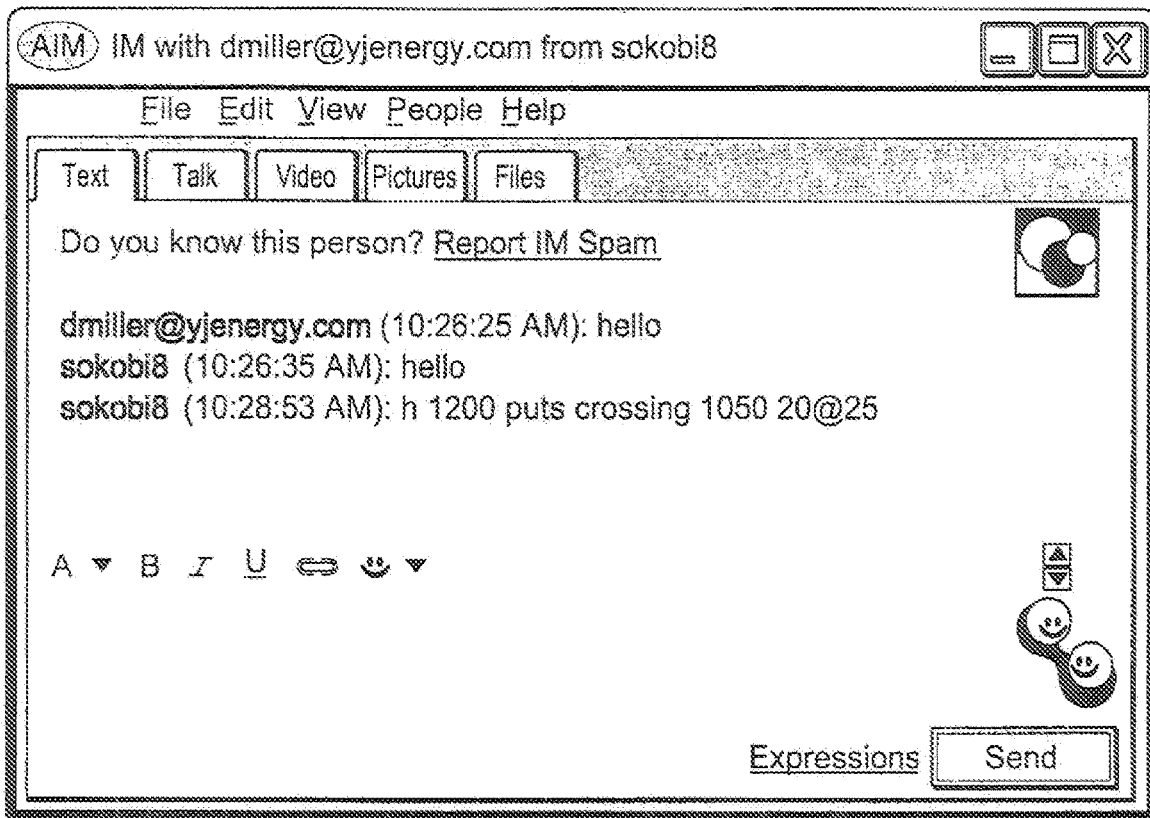 AIM IM with dmiller@yjenergy.com from sokobi8
File Edit View People Help
Text Talk Video Pictures Files
Do you know this person? Report IM Spam
dmiller@yjenergy.com (10:26:25 AM): hello
sokobi8 (10:26:35 AM): hello
sokobi8 (10:28:53 AM): h 1200 puts crossing 1050 20@25
A B I U
Expressions Send